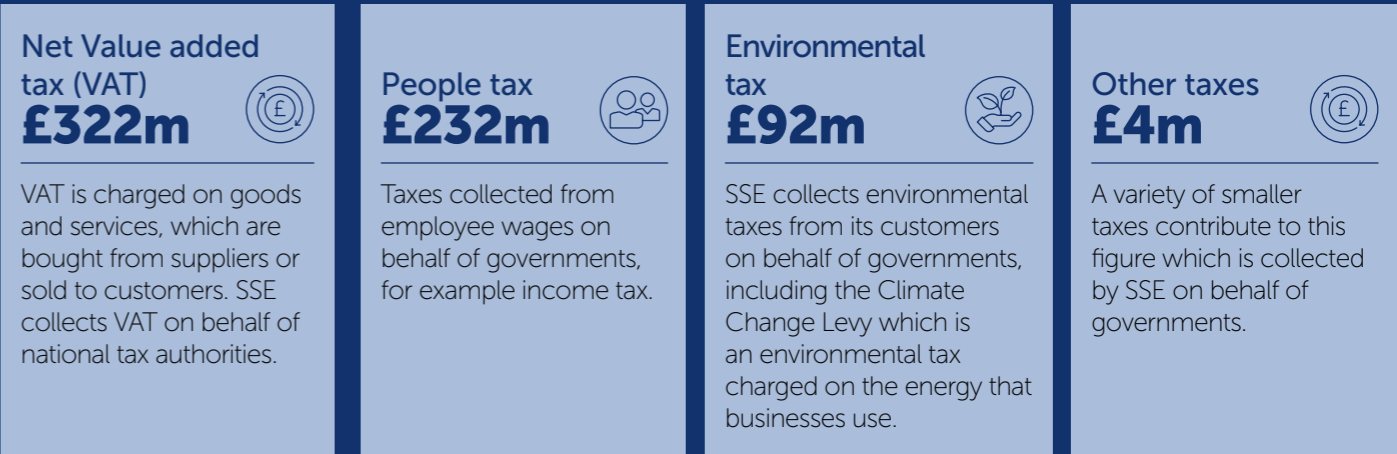 Net Value added
tax (VAT)
£322m
£
VAT is charged on goods
and services, which are
bought from suppliers or
sold to customers. SSE
collects VAT on behalf of
national tax authorities.
People tax
£232m
Taxes collected from
employee wages on
behalf of governments,
for example income tax.
Environmental
tax
£92m
SSE collects environmental
taxes from its customers
on behalf of governments,
including the Climate
Change Levy which is
an environmental tax
charged on the energy that
businesses use.
Other taxes
£4m
£
A variety of smaller
taxes contribute to this
figure which is collected
by SSE on behalf of
governments.